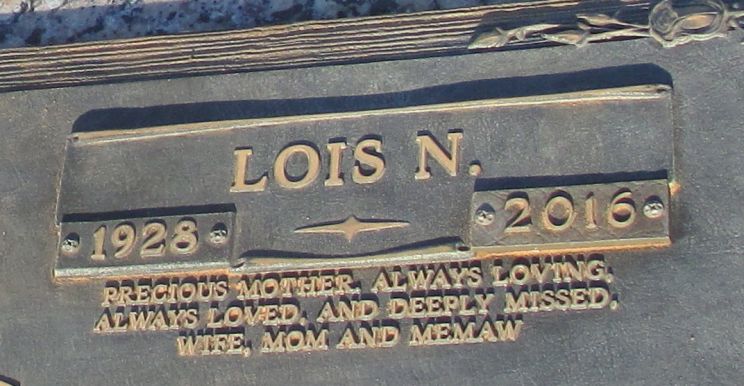 LOIS N.
1928 2016
PRECIOUS MOTHER, ALWAYS LOVING,
ALWAYS LOVED, AND DEEPLY MISSED,
WIFE, MOM AND MEMAW